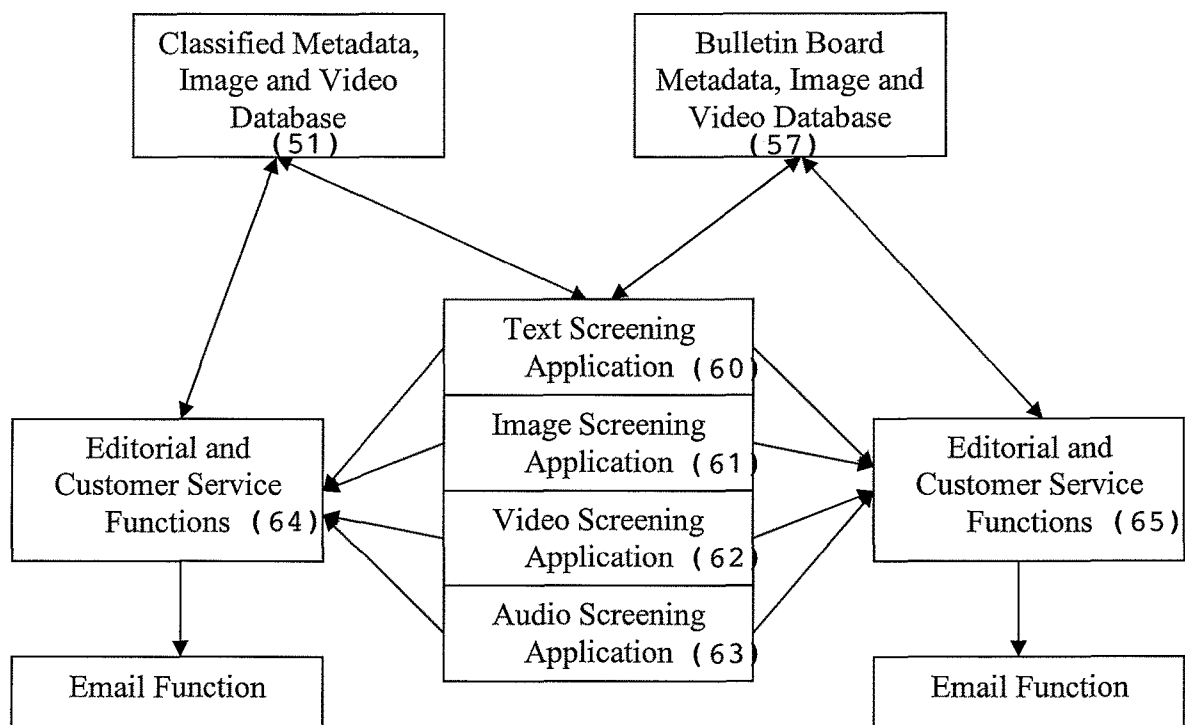 Classified Metadata,
Image and Video
Database
(51)
Bulletin Board
Metadata, Image and
Video Database
(57)
Text Screening
Application (60)
Image Screening
Application (61)
Video Screening
Application (62)
Audio Screening
Application (63)
Editorial and
Customer Service
Functions (64)
Editorial and
Customer Service
Functions (65)
Email Function
Email Function